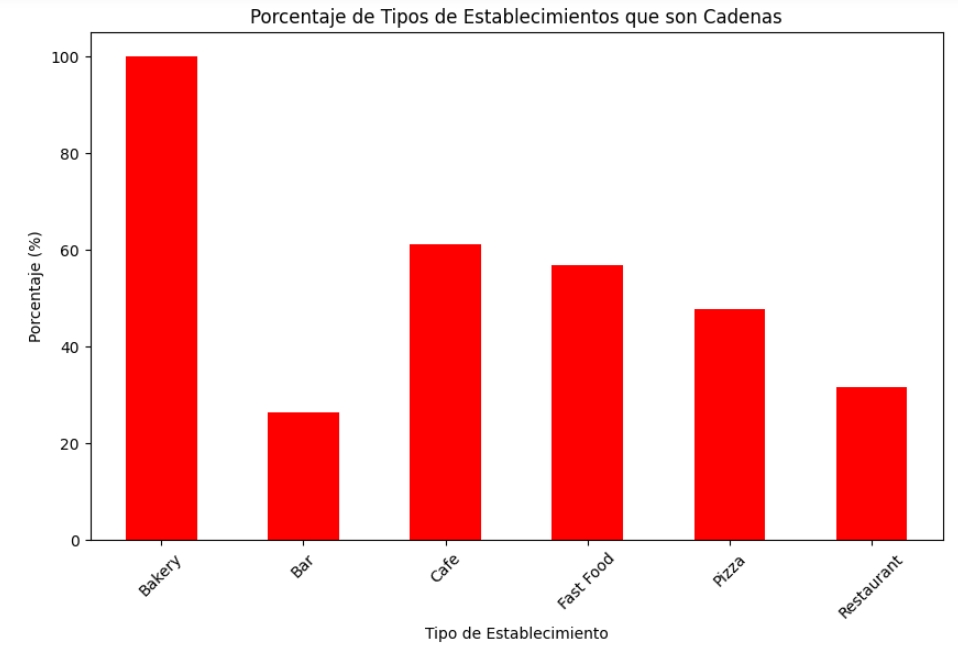 Porcentaje de Tipos de Establecimientos que son Cadenas
100
80
60
40
20
0
Porcentaje (%)
Bakery
Bar
Cafe
Fast Food
Pizza
Restaurant
Tipo de Establecimiento